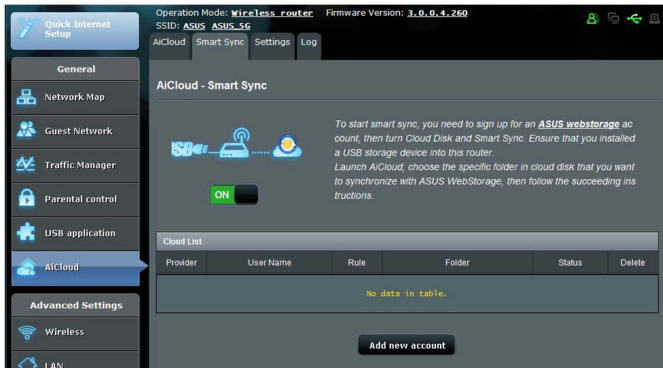 Quick Internet
Setup
Operation Mode: Wireless router Firmware Version: 3.0.0.4.260
SSID: ASUS ASUS_5G
AiCloud Smart Sync Settings Log
General
Network Map
Guest Network
Traffic Manager
Parental control
USB application
AiCloud
Advanced Settings
Wireless
LAN
AiCloud - Smart Sync
USB
ON
To start smart sync, you need to sign up for an ASUS webstorage ac
count, then turn Cloud Disk and Smart Sync. Ensure that you installed
a USB storage device into this router.
Launch AiCloud, choose the specific folder in cloud disk that you want
to synchronize with ASUS WebStorage, then follow the succeeding ins
tructions.
Cloud List
Provider User Name Rule Folder Status Delete
No data in table.
Add new account